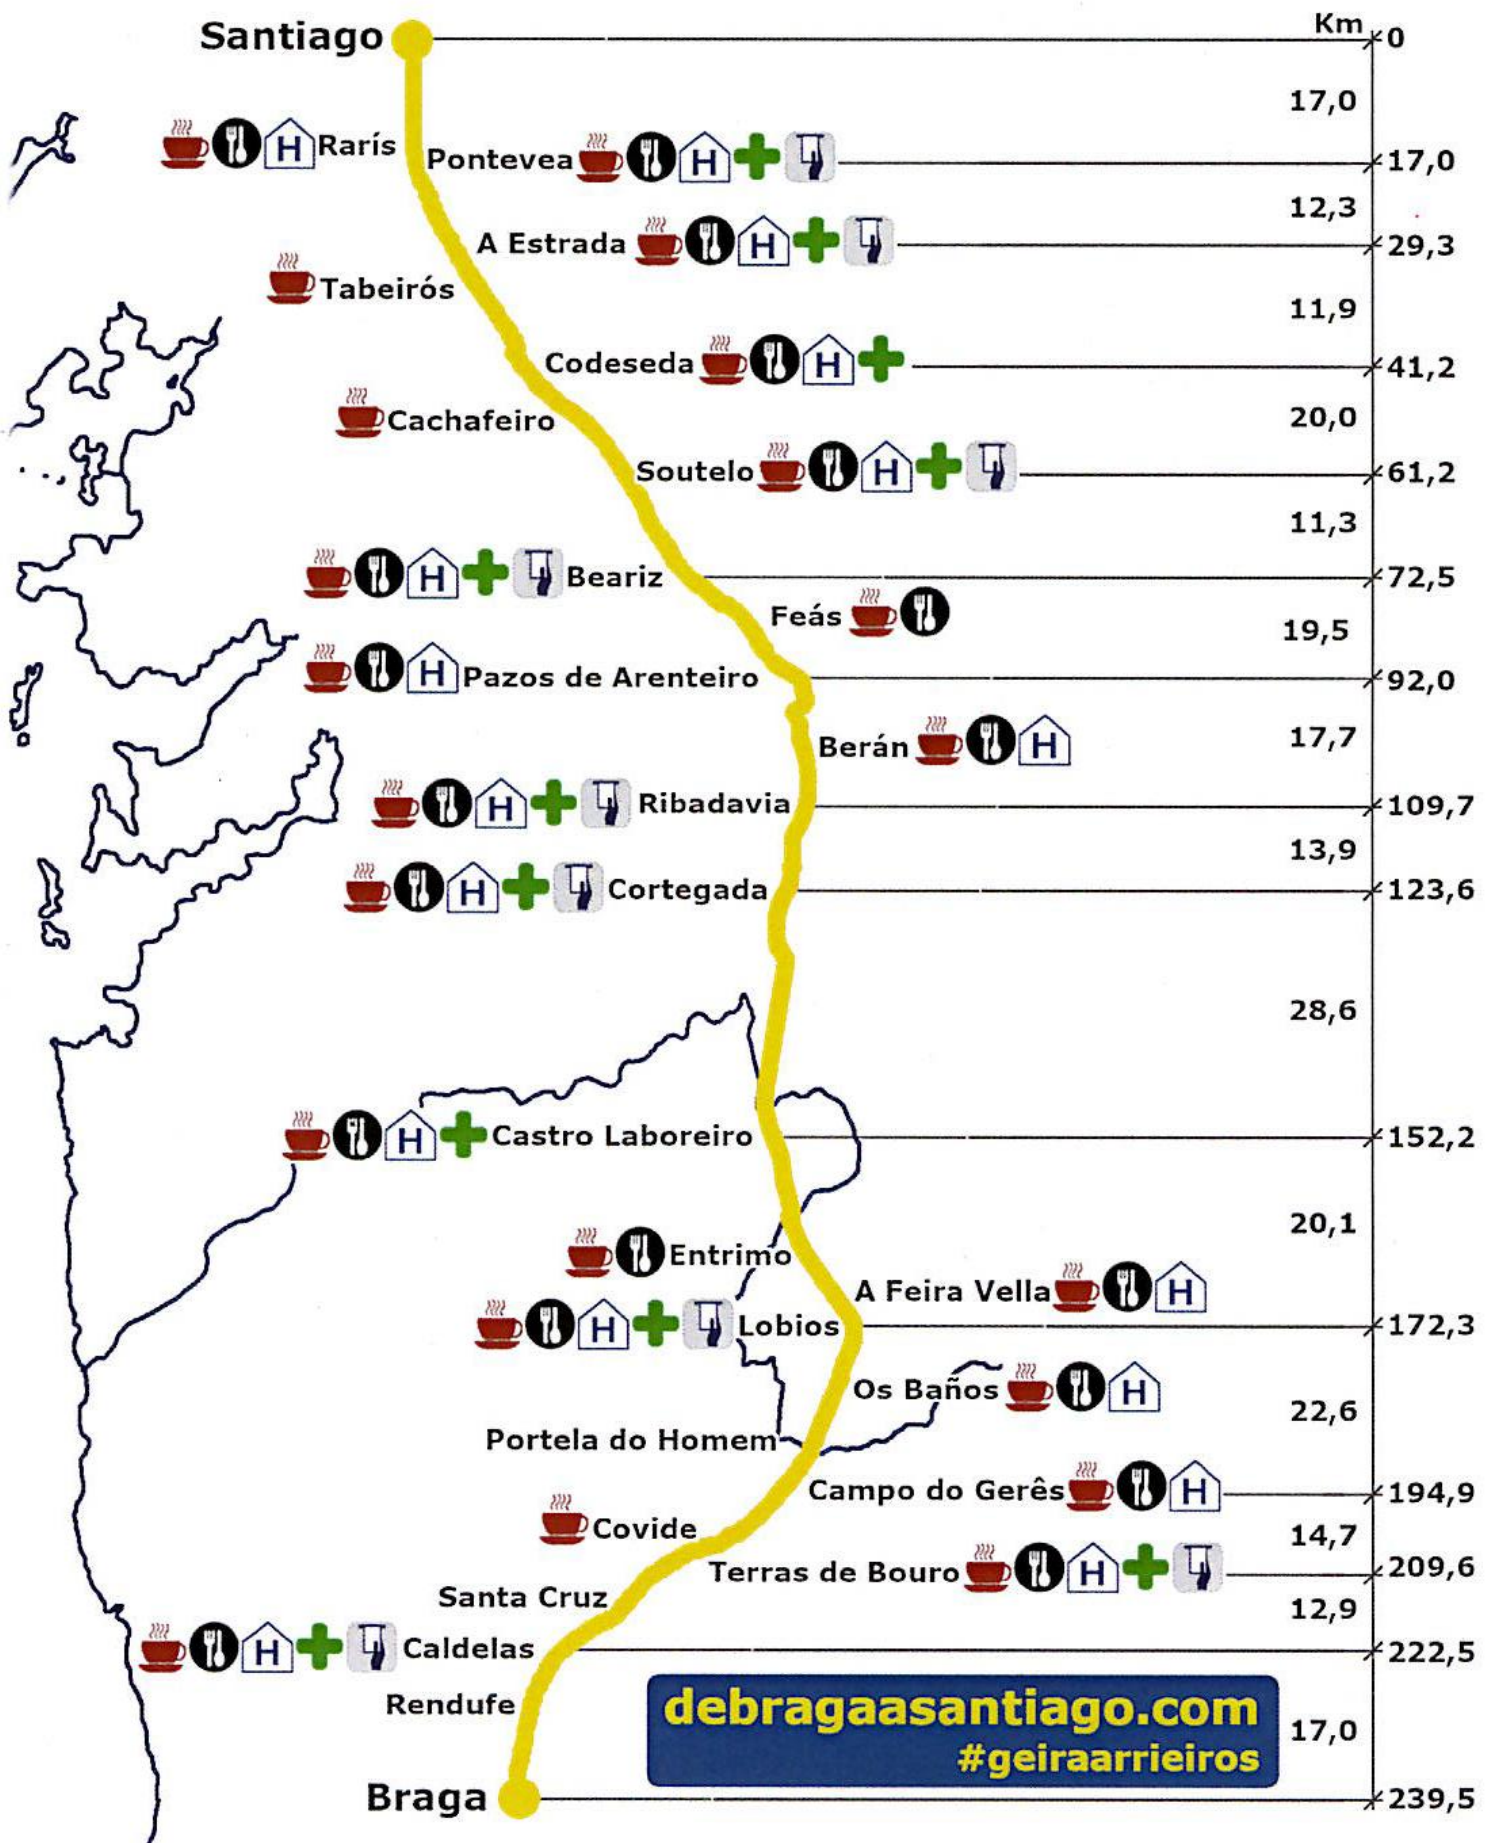 Km
Santiago 0
17,0
Rarís
Pontevea 17,0
12,3
A Estrada 29,3
Tabeirós
11,9
Codeseda 41,2
Cachafeiro
20,0
Soutelo 61,2
11,3
Beariz 72,5
Feás
19,5
Pazos de Arenteiro 92,0
17,7
Berán
Ribadavia 109,7
13,9
Cortegada 123,6
28,6
Castro Laboreiro 152,2
20,1
Entrimo
A Feira Vella
Lobios 172,3
Os Baños
22,6
Portela do Homem
Campo do Gerês 194,9
Covide
14,7
Terras de Bouro 209,6
Santa Cruz
12,9
Caldelas 222,5
Rendufe
debragaasantiago.com
17,0
#geiraarrieiros
Braga 239,5